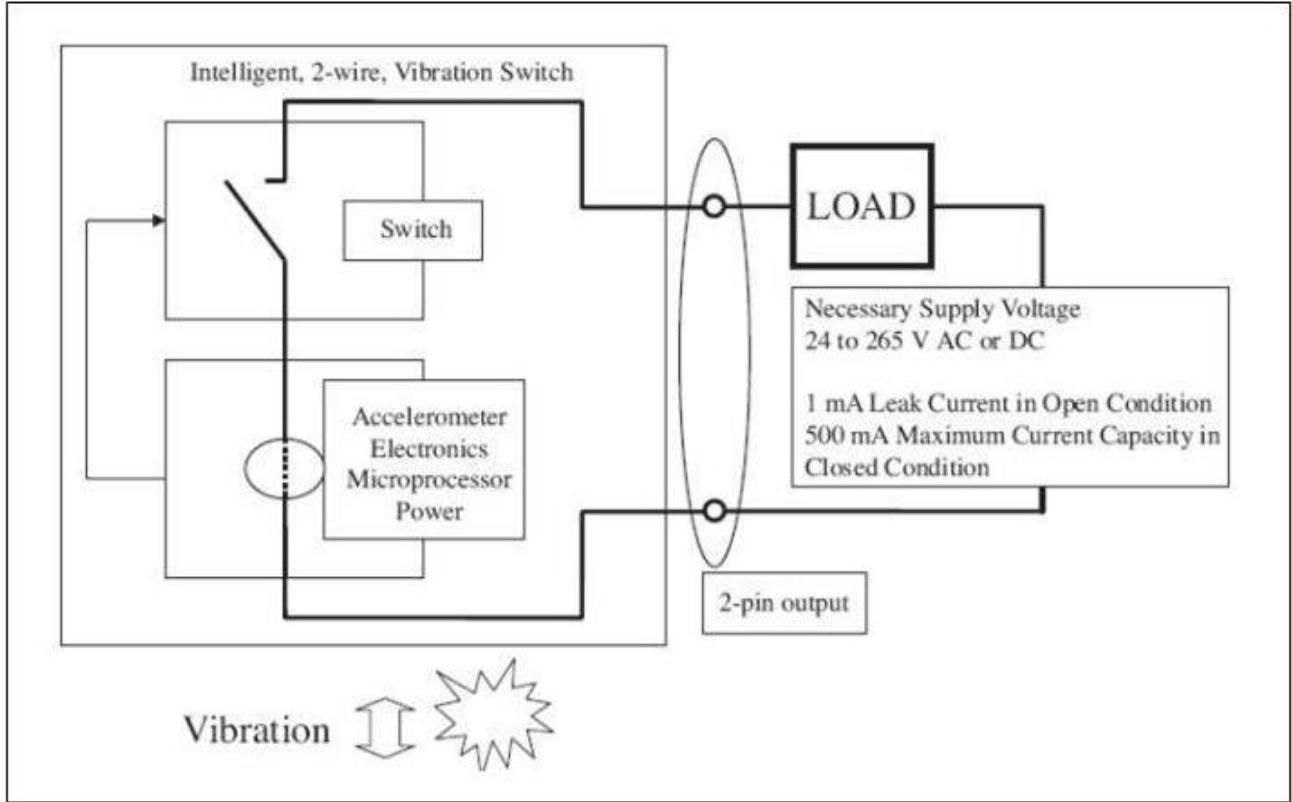 Intelligent, 2-wire, Vibration Switch
Switch
LOAD
Necessary Supply Voltage
24 to 265 V AC or DC
1 mA Leak Current in Open Condition
500 mA Maximum Current Capacity in
Closed Condition
Accelerometer
Electronics
Microprocessor
Power
2-pin output
Vibration